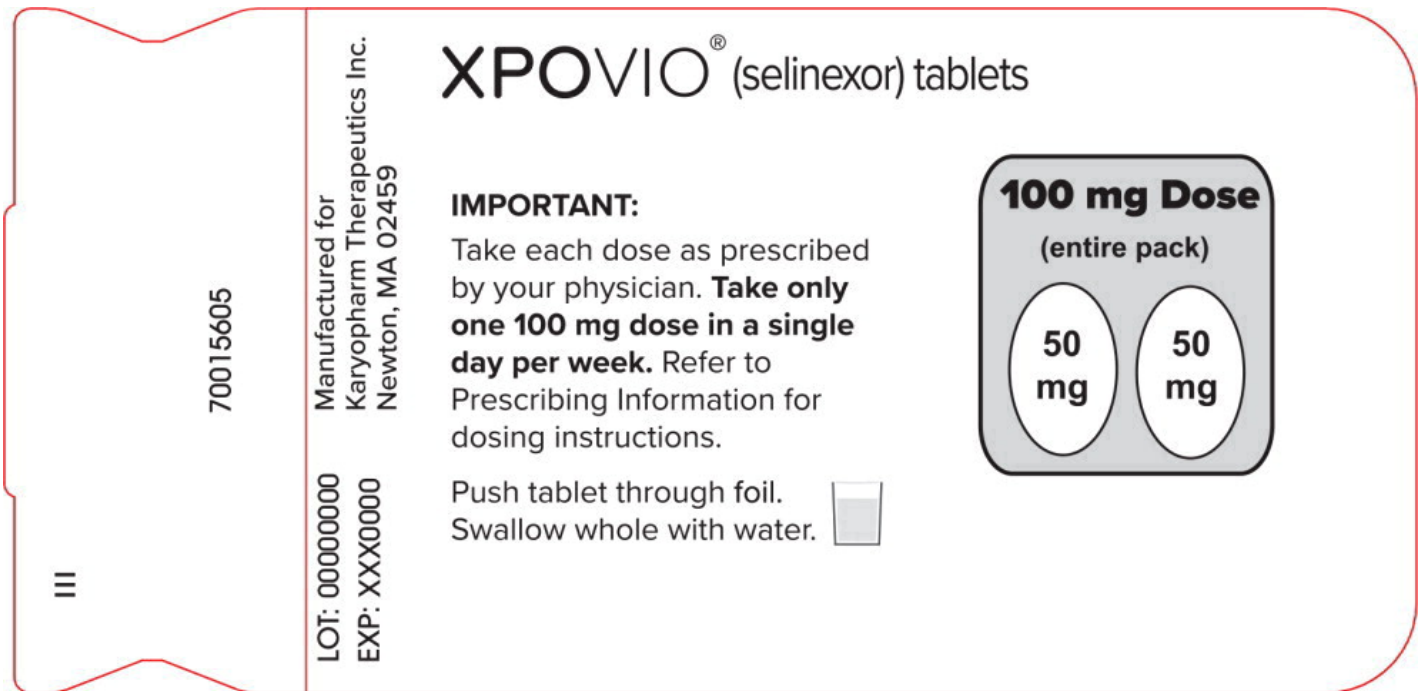 70015605
Manufactured for
Karyopharm Therapeutics Inc.
Newton, MA 02459
LOT: 00000000
EXP: XXX0000
XPOVIO® (selinexor) tablets
IMPORTANT:
Take each dose as prescribed
by your physician. Take only
one 100 mg dose in a single
day per week. Refer to
Prescribing Information for
dosing instructions.
Push tablet through foil.
Swallow whole with water.
100 mg Dose
(entire pack)
50
mg
50
mg